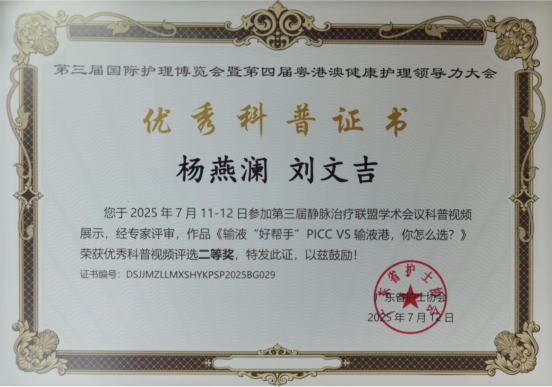 第三届国际护理博览会暨第四届粤港澳健康护理领导力大会
优秀科普证书
杨燕澜 刘文吉
您于 2025 年 7 月 11-12 日参加第三届静脉治疗联盟学术会议科普视频
展示，经专家评审，作品《输液“好帮手”PICC VS 输液港，你怎么选？》
荣获优秀科普视频评选二等奖，特发此证，以兹鼓励！
证书编号：DSJJMZLLMXSHYKPSP2025BG029
广东省护士协会
2025 年 7 月 12 日